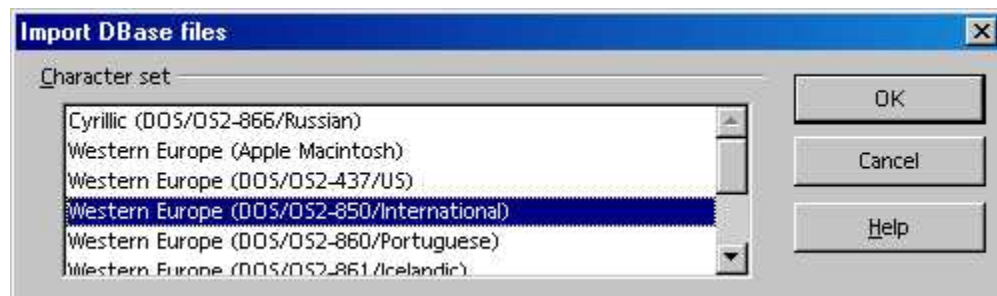 Import DBase files
Character set
OK
Cyrillic (DOS/OS2-866/Russian)
Western Europe (Apple Macintosh)
Cancel
Western Europe (DOS/OS2-437/US)
Western Europe (DOS/OS2-850/International)
Help
Western Europe (DOS/OS2-860/Portuguese)
Western Europe (DOS/OS2-861/Icelandic)